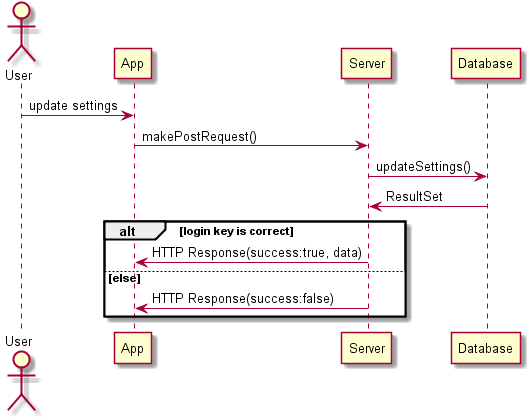 User
App
Server
Database
update settings
makePostRequest()
updateSettings()
ResultSet
alt [login key is correct]
HTTP Response(success:true, data)
[else]
HTTP Response(success:false)
User
App
Server
Database